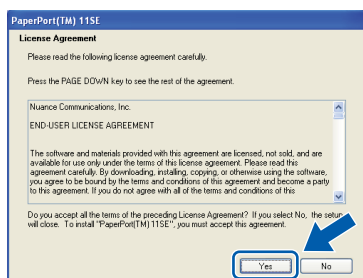 PaperPort(TM) 11SE
License Agreement
Please read the following license agreement carefully.
Press the PAGE DOWN key to see the rest of the agreement.
Nuance Communications, Inc.
END-USER LICENSE AGREEMENT
The software and materials provided with this agreement are licensed, not sold, and are
available for use only under the terms of this license agreement. Please read this
agreement carefully. By downloading, installing, copying, or otherwise using the software,
you agree to be bound by the terms and conditions of this agreement and become a party
to this agreement. If you do not agree with all of the terms and conditions of this
Do you accept all the terms of the preceding License Agreement? If you select No, the setup
will close. To install "PaperPort(TM) 11SE", you must accept this agreement.
Yes
No